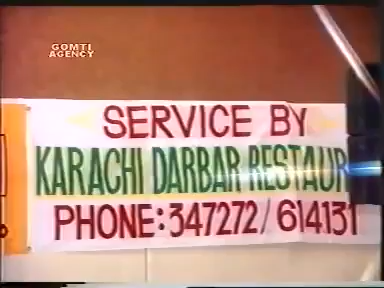 GOMTI
AGENCY
SERVICE BY
KARACHI DARBAR RESTAUR
PHONE: 347272/614131